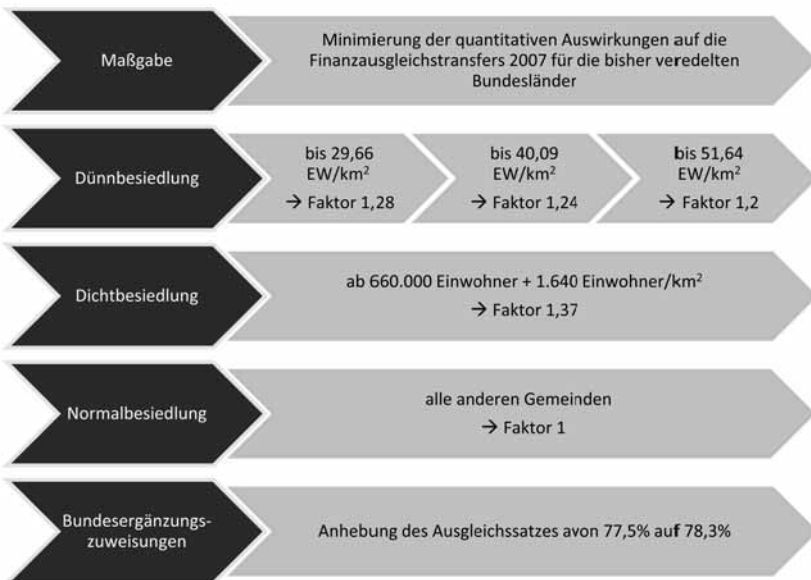 Maßgabe
Minimierung der quantitativen Auswirkungen auf die
Finanzausgleichstransfers 2007 für die bisher veredelten
Bundesländer
Dünnbesiedlung
bis 29,66
EW/km²
→ Faktor 1,28
bis 40,09
EW/km²
→ Faktor 1,24
bis 51,64
EW/km²
→ Faktor 1,2
Dichtbesiedlung
ab 660.000 Einwohner + 1.640 Einwohner/km²
→ Faktor 1,37
Normalbesiedlung
alle anderen Gemeinden
→ Faktor 1
Bundesergänzungs-
zuweisungen
Anhebung des Ausgleichssatzes avon 77,5% auf 78,3%